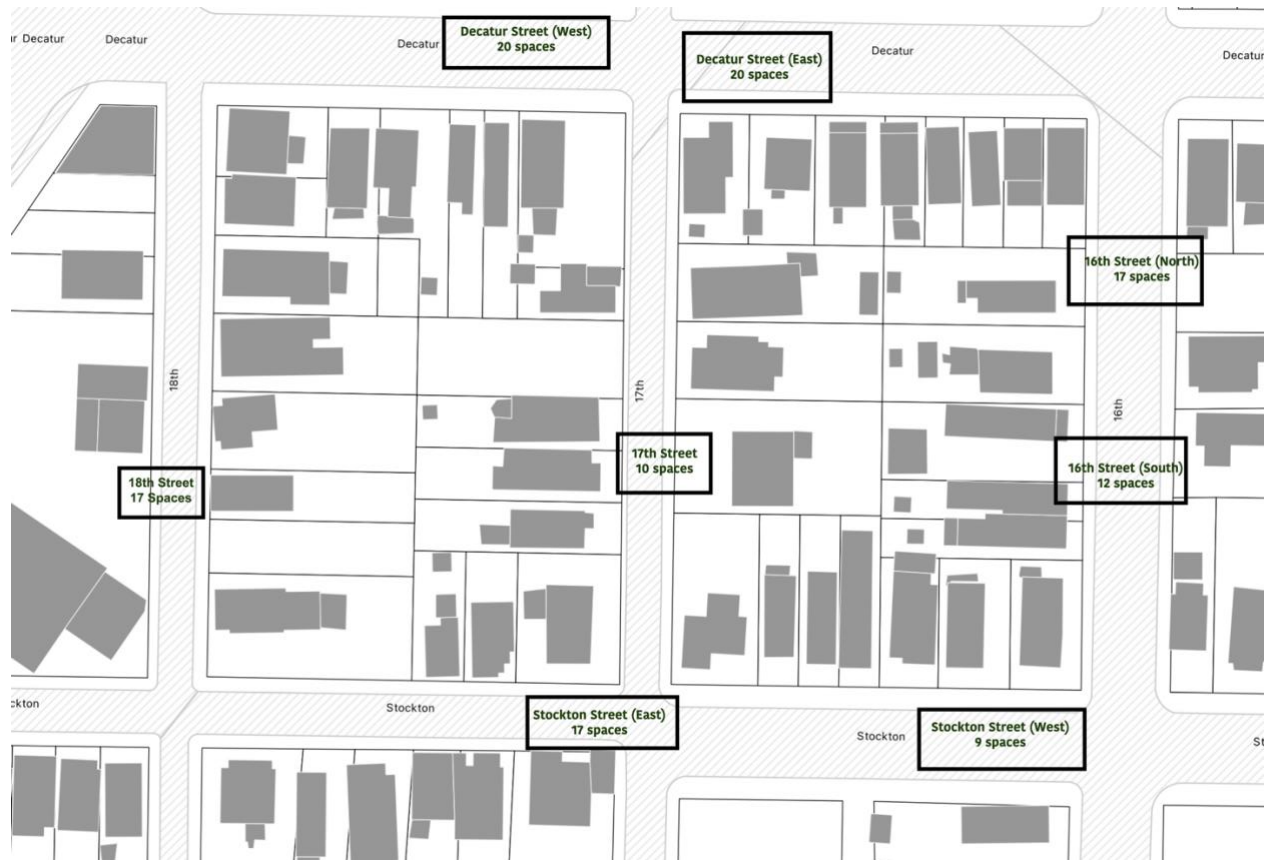 ır Decatur
Decatur
Decatur
Decatur Street (West)
20 spaces
Decatur Street (East)
20 spaces
Decatur
Decatur
16th Street (North)
17 spaces
18th
17th
16th
17th Street
10 spaces
16th Street (South)
12 spaces
18th Street
17 Spaces
ckton
Stockton
Stockton Street (East)
17 spaces
Stockton
Stockton Street (West)
9 spaces
St